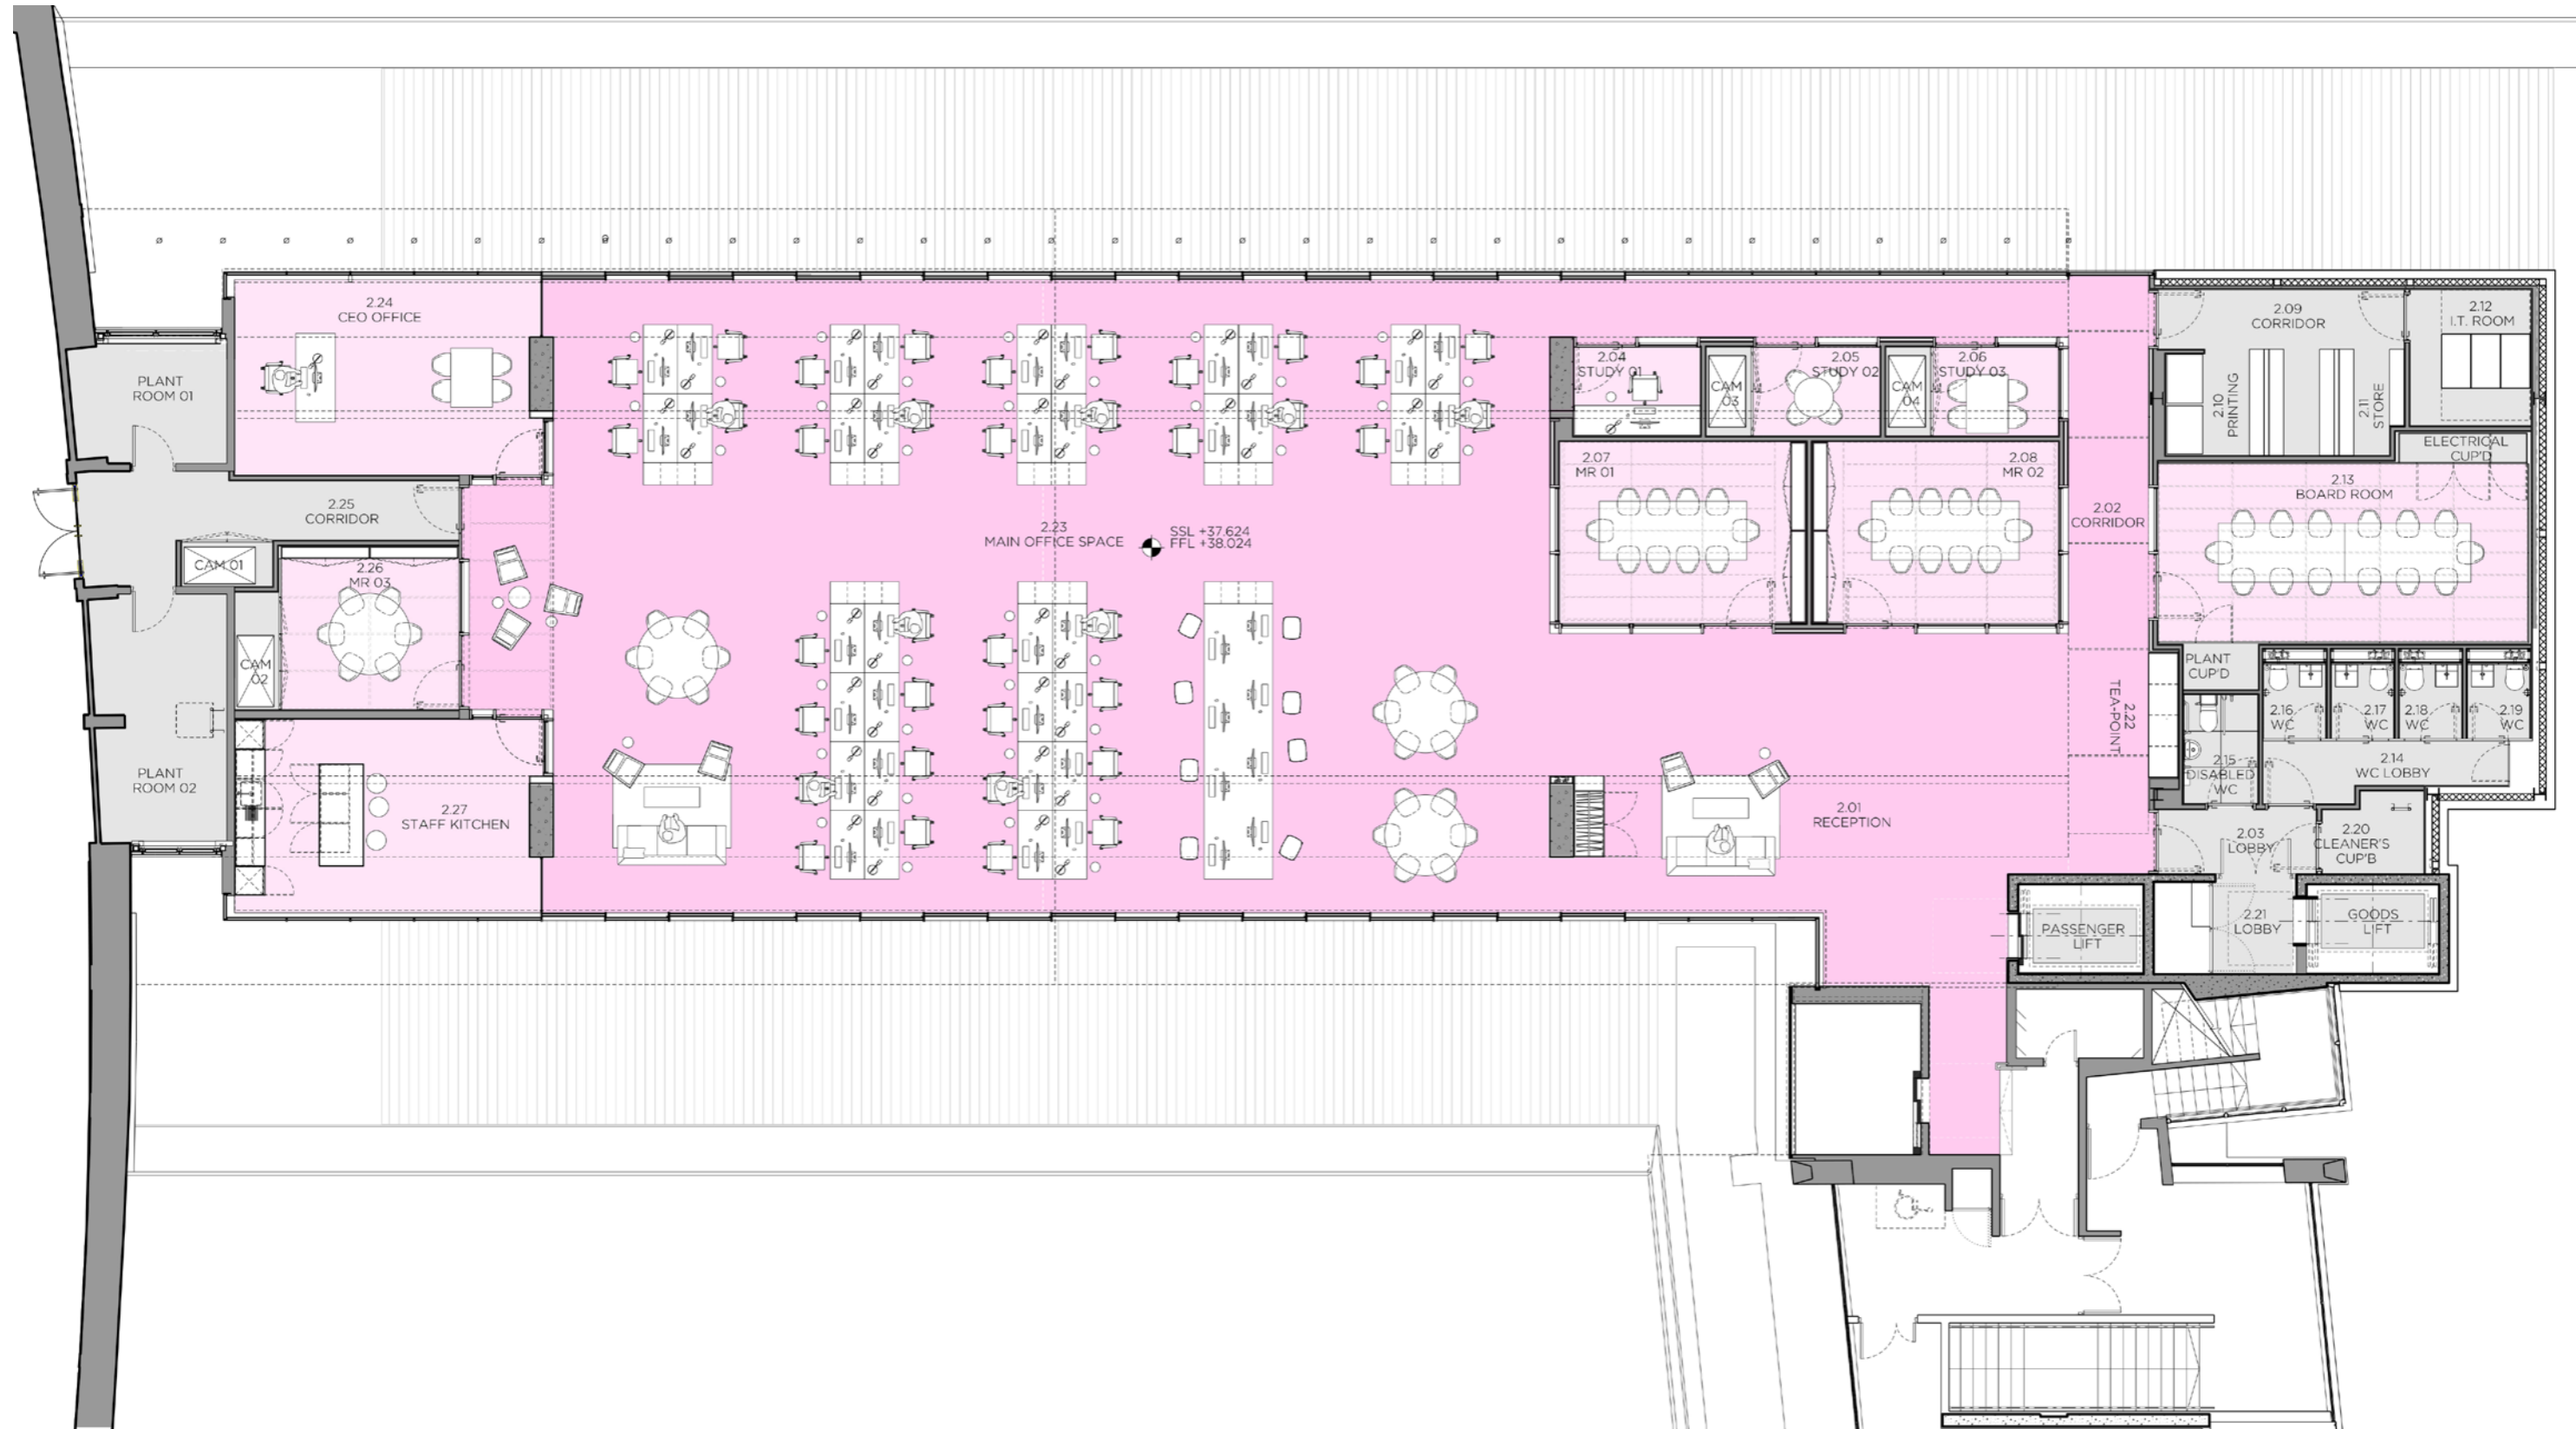 2.24
CEO OFFICE
PLANT
ROOM 01
2.25
CORRIDOR
CAM 01
2.26
MR 03
CAM
02
PLANT
ROOM 02
2.27
STAFF KITCHEN
2.23
MAIN OFFICE SPACE
SSL +37.624
FFL +38.024
2.04
STUDY 01
CAM
03
2.05
STUDY 02
CAM
04
2.06
STUDY 03
2.07
MR 01
2.08
MR 02
2.02
CORRIDOR
2.09
CORRIDOR
2.12
I.T. ROOM
2.10
PRINTING
2.11
STORE
ELECTRICAL
CUP'D
2.13
BOARD ROOM
PLANT
CUP'D
2.16
WC
2.17
WC
2.18
WC
2.19
WC
2.22
TEA-POINT
2.15
DISABLED
WC
2.14
WC LOBBY
2.01
RECEPTION
2.03
LOBBY
2.20
CLEANER'S
CUP'B
PASSENGER
LIFT
2.21
LOBBY
GOODS
LIFT